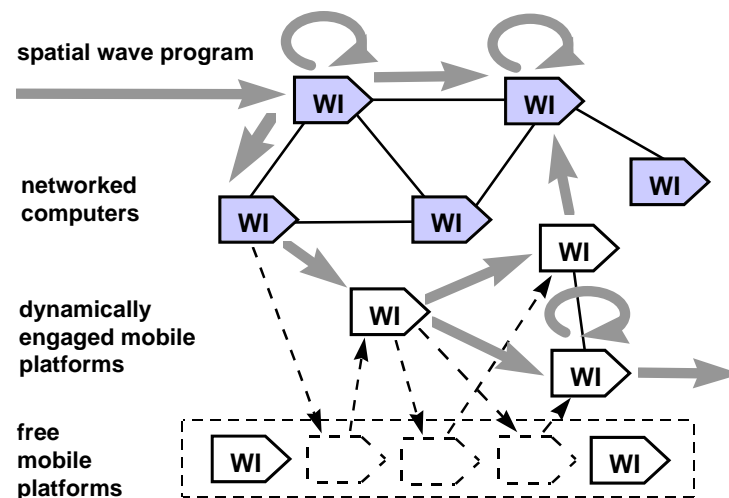 spatial wave program
WI
WI
networked
computers
WI
WI
WI
WI
dynamically
engaged mobile
platforms
WI
WI
free
mobile
platforms
WI
WI